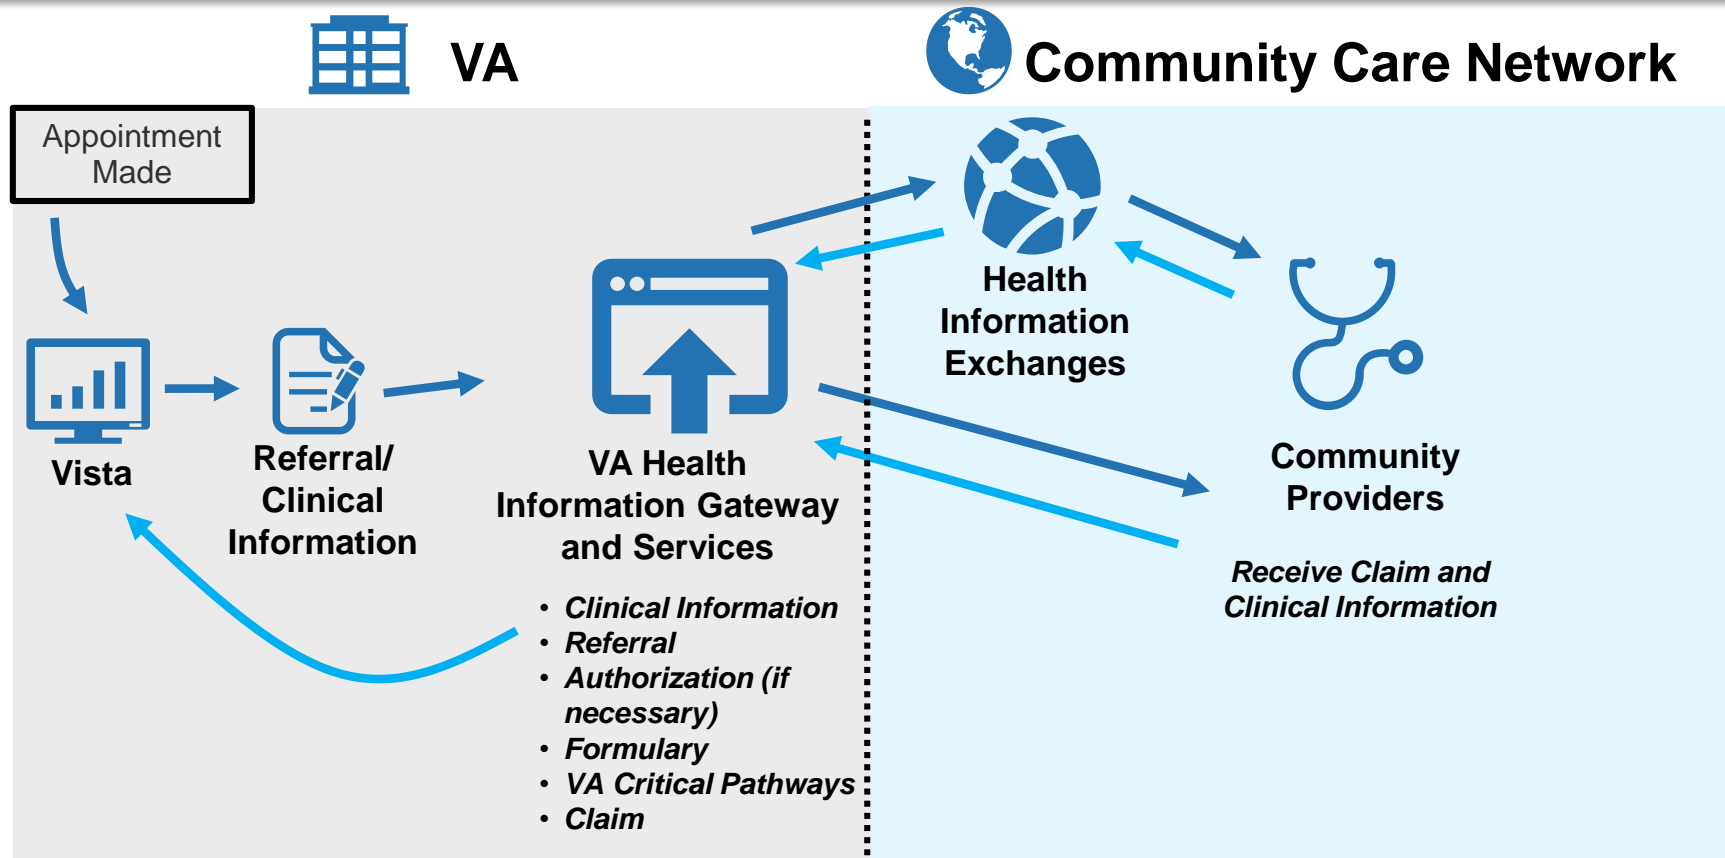 VA
Community Care Network
Appointment
Made
Vista
Referral/
Clinical
Information
VA Health
Information Gateway
and Services
• Clinical Information
• Referral
• Authorization (if
necessary)
• Formulary
• VA Critical Pathways
• Claim
Health
Information
Exchanges
Community
Providers
Receive Claim and
Clinical Information